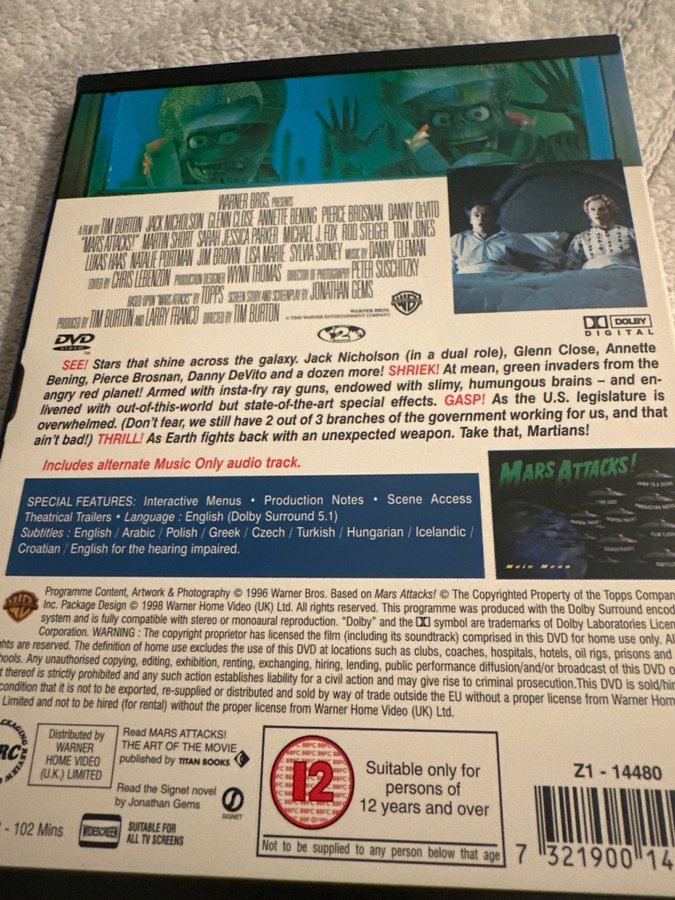 WARNER BROS. PRESENTS
A FILM BY TIM BURTON JACK NICHOLSON GLENN CLOSE ANNETTE BENING PIERCE BROSNAN DANNY DEVITO
"MARS ATTACKS!" MARTIN SHORT SARAH JESSICA PARKER MICHAEL J. FOX ROD STEIGER TOM JONES
LUKAS HAAS NATALIE PORTMAN JIM BROWN LISA MARIE SYLVIA SIDNEY MUSIC BY DANNY ELFMAN
EDITED BY CHRIS LEBENZON PRODUCTION DESIGNER WYNN THOMAS DIRECTOR OF PHOTOGRAPHY PETER SUSCHITZKY
BASED UPON "MARS ATTACKS" BY TOPPS SCREEN STORY AND SCREENPLAY BY JONATHAN GEMS
PRODUCED BY TIM BURTON AND LARRY FRANCO DIRECTED BY TIM BURTON
WARNER BROS.
A TIME WARNER ENTERTAINMENT COMPANY
DVD
VIDEO
TM
2
DOLBY
DIGITAL
SEE! Stars that shine across the galaxy. Jack Nicholson (in a dual role), Glenn Close, Annette
Bening, Pierce Brosnan, Danny DeVito and a dozen more! SHRIEK! At mean, green invaders from the
angry red planet! Armed with insta-fry ray guns, endowed with slimy, humungous brains – and en-
livened with out-of-this-world but state-of-the-art special effects. GASP! As the U.S. legislature is
overwhelmed. (Don't fear, we still have 2 out of 3 branches of the government working for us, and that
ain't bad!) THRILL! As Earth fights back with an unexpected weapon. Take that, Martians!
Includes alternate Music Only audio track.
SPECIAL FEATURES: Interactive Menus • Production Notes • Scene Access
Theatrical Trailers • Language : English (Dolby Surround 5.1)
Subtitles : English / Arabic / Polish / Greek / Czech / Turkish / Hungarian / Icelandic /
Croatian / English for the hearing impaired.
MARS ATTACKS!
JUMP TO A SCENE
THE CAST
PRODUCTION NOTES
Main Menu
Programme Content, Artwork & Photography © 1996 Warner Bros. Based on Mars Attacks! © The Copyrighted Property of the Topps Compan
Inc. Package Design © 1998 Warner Home Video (UK) Ltd. All rights reserved. This programme was produced with the Dolby Surround encod
system and is fully compatible with stereo or monoaural reproduction. "Dolby" and the symbol are trademarks of Dolby Laboratories Licen
Corporation. WARNING : The copyright proprietor has licensed the film (including its soundtrack) comprised in this DVD for home use only. Al
hts are reserved. The definition of home use excludes the use of this DVD at locations such as clubs, coaches, hospitals, hotels, oil rigs, prisons and
hools. Any unauthorised copying, editing, exhibition, renting, exchanging, hiring, lending, public performance diffusion/and/or broadcast of this DVD o
t thereof is strictly prohibited and any such action establishes liability for a civil action and may give rise to criminal prosecution.This DVD is sold/hir
condition that it is not to be exported, re-supplied or distributed and sold by way of trade outside the EU without a proper license from Warner Hom
Limited and not to be hired (for rental) without the proper license from Warner Home Video (UK) Ltd.
Distributed by
WARNER
HOME VIDEO
(U.K.) LIMITED
Read MARS ATTACKS!
THE ART OF THE MOVIE
published by TITAN BOOKS
Read the Signet novel
by Jonathan Gems
SIGNET
- 102 Mins
WIDESCREEN
SUITABLE FOR
ALL TV SCREENS
12
Suitable only for
persons of
12 years and over
Not to be supplied to any person below that age
Z1 - 14480
7 321900 14